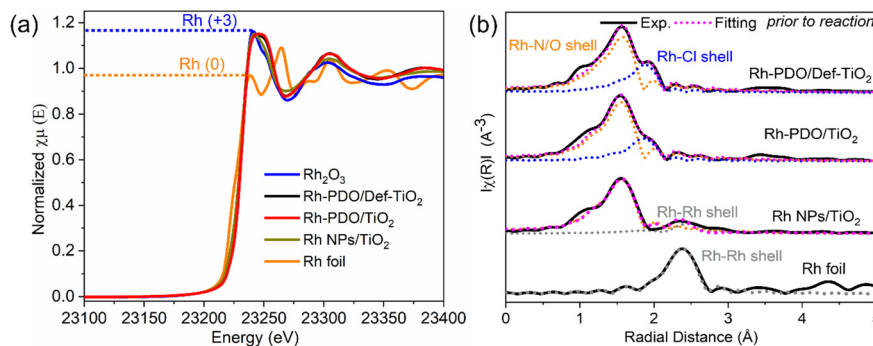 (a)
Rh (+3)
Rh (0)
Rh₂O₃
Rh-PDO/Def-TiO₂
Rh-PDO/TiO₂
Rh NPs/TiO₂
Rh foil
Normalized χμ (E)
1.2
1.0
0.8
0.6
0.4
0.2
0.0
23100 23150 23200 23250 23300 23350 23400
Energy (eV)
(b)
Exp. Fitting prior to reaction
Rh-N/O shell
Rh-Cl shell
Rh-PDO/Def-TiO₂
Rh-PDO/TiO₂
Rh-Rh shell
Rh NPs/TiO₂
Rh-Rh shell
Rh foil
|χ(R)| (A⁻³)
0 1 2 3 4 5
Radial Distance (Å)